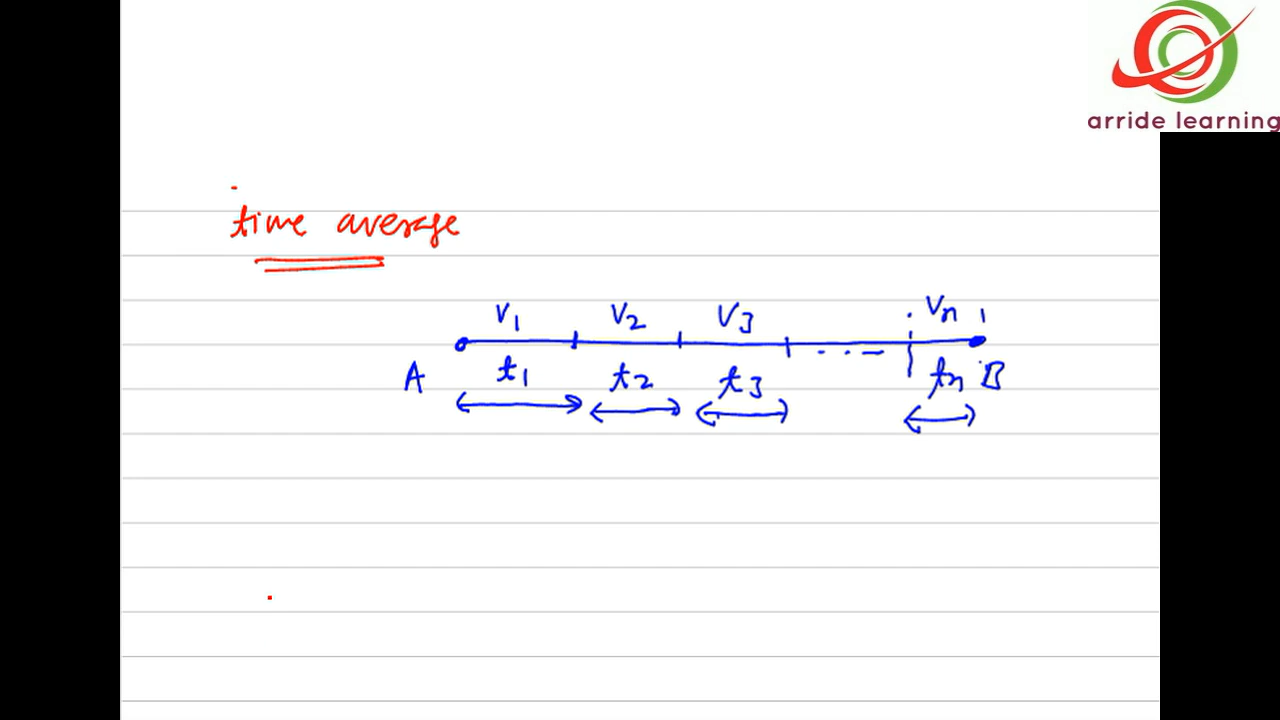 arride learning
time average
V1 V2 V3 Vn
A t1 t2 t3 ... tn B